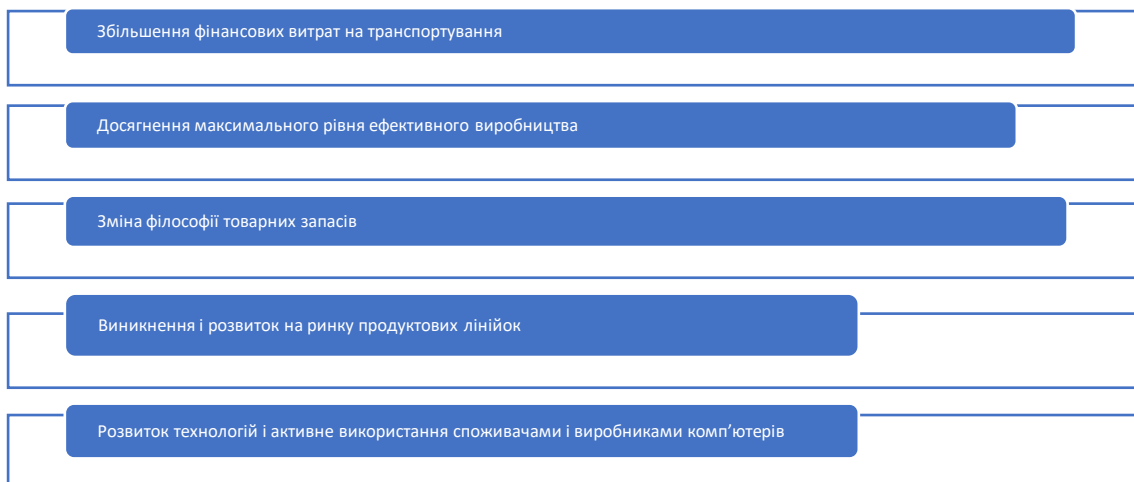 Збільшення фінансових витрат на транспортування
Досягнення максимального рівня ефективного виробництва
Зміна філософії товарних запасів
Виникнення і розвиток на ринку продуктових лінійок
Розвиток технологій і активне використання споживачами і виробниками комп’ютерів